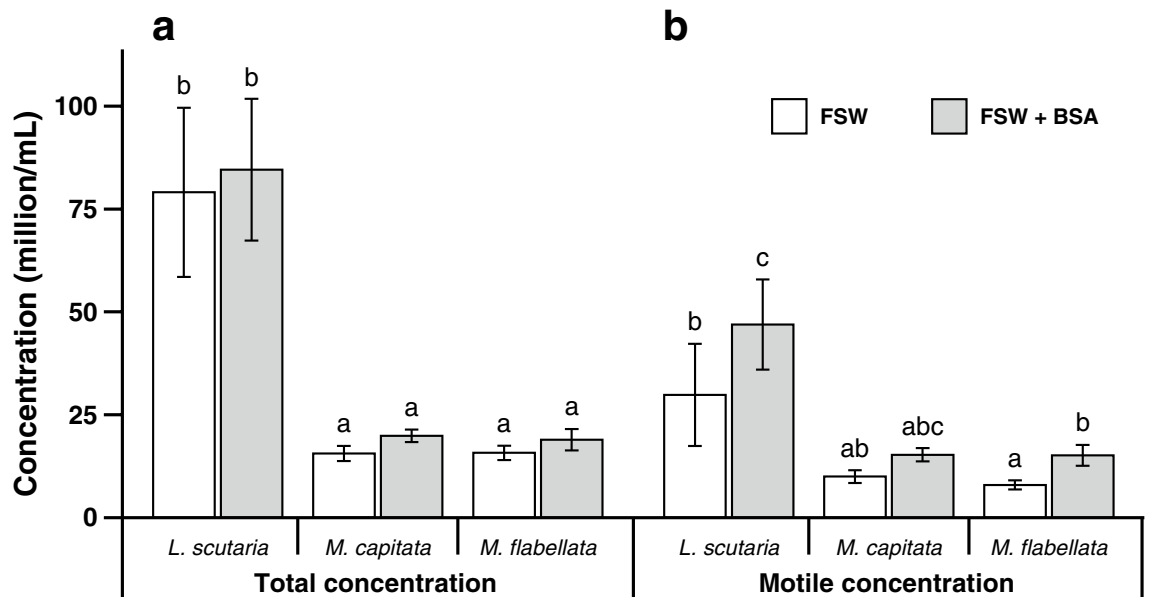 a b
b b
100
FSW FSW + BSA
75
50
25
0
Concentration (million/mL)
a a a a
b c ab abc a b
L. scutaria M. capitata M. flabellata L. scutaria M. capitata M. flabellata
Total concentration Motile concentration